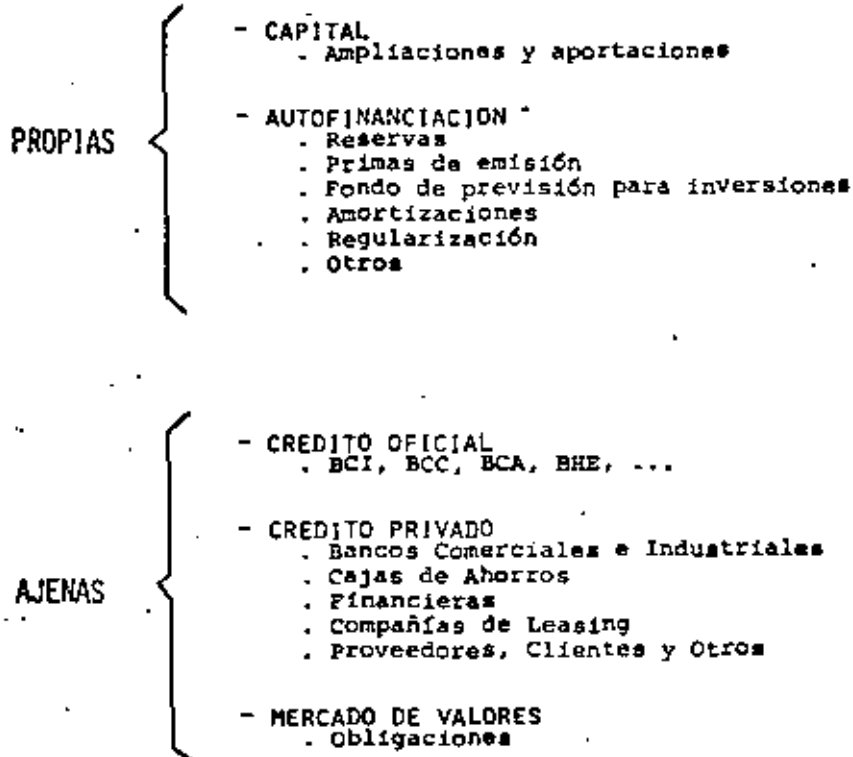 - CAPITAL
. Ampliaciones y aportaciones
PROPIAS
- AUTOFINANCIACION
. Reservas
. Primas de emisión
. Fondo de previsión para inversiones
. Amortizaciones
. Regularización
. Otros
- CREDITO OFICIAL
. BCI, BCC, BCA, BHE, ...
AJENAS
- CREDITO PRIVADO
. Bancos Comerciales e Industriales
. Cajas de Ahorros
. Financieras
. Compañías de Leasing
. Proveedores, Clientes y Otros
- MERCADO DE VALORES
. Obligaciones